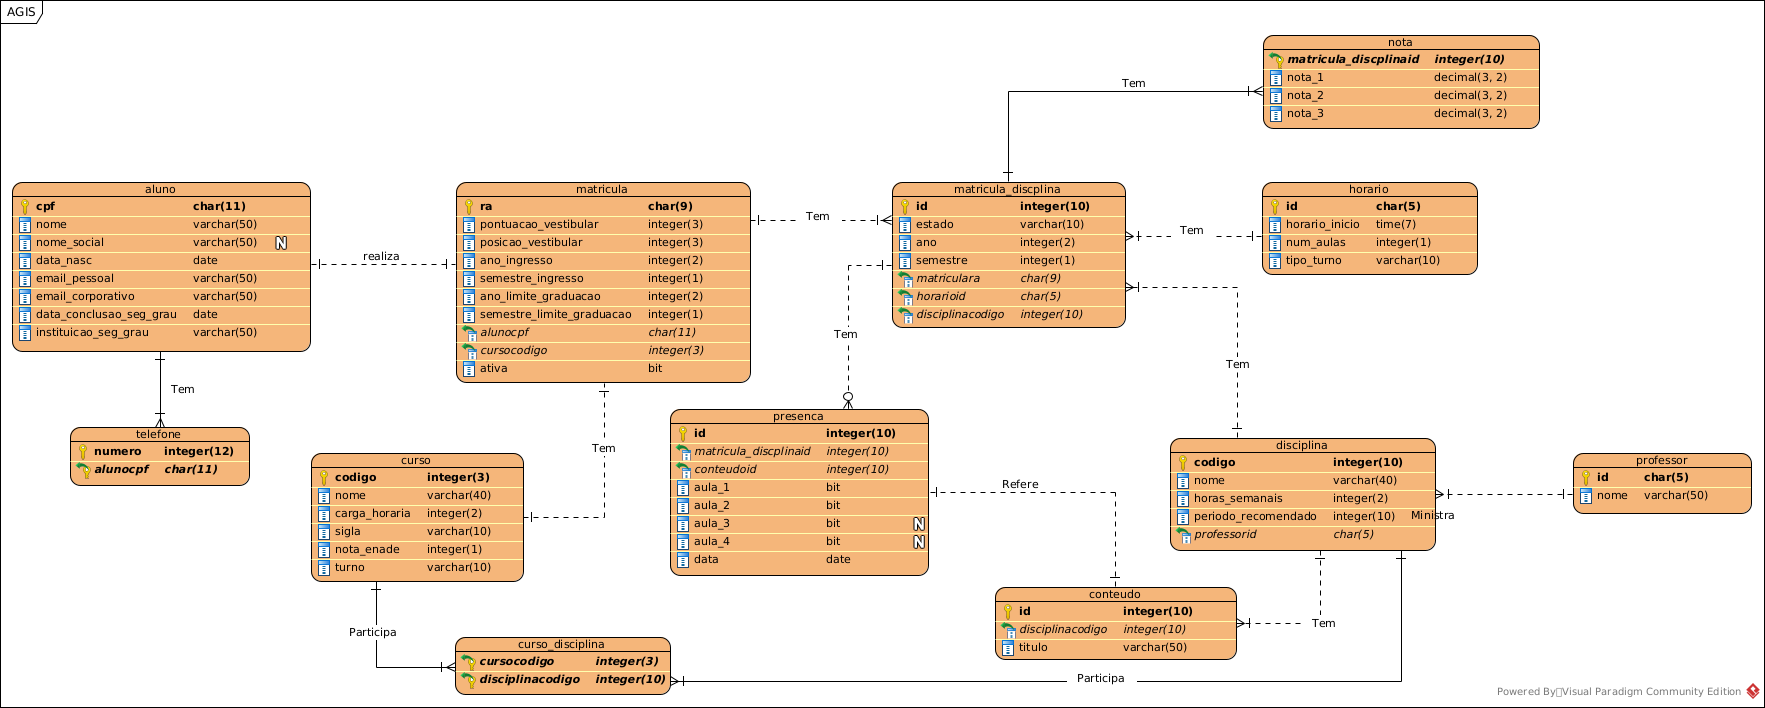 AGIS
nota
matricula_discplinaid integer(10)
nota_1 decimal(3, 2)
nota_2 decimal(3, 2)
nota_3 decimal(3, 2)
Tem
aluno
cpf char(11)
nome varchar(50)
nome_social varchar(50) N
data_nasc date
email_pessoal varchar(50)
email_corporativo varchar(50)
data_conclusao_seg_grau date
instituicao_seg_grau varchar(50)
realiza
matricula
ra char(9)
pontuacao_vestibular integer(3)
posicao_vestibular integer(3)
ano_ingresso integer(2)
semestre_ingresso integer(1)
ano_limite_graduacao integer(2)
semestre_limite_graduacao integer(1)
alunocpf char(11)
cursocodigo integer(3)
ativa bit
Tem
matricula_discplina
id integer(10)
estado varchar(10)
ano integer(2)
semestre integer(1)
matriculara char(9)
horarioid char(5)
disciplinacodigo integer(10)
Tem
horario
id char(5)
horario_inicio time(7)
num_aulas integer(1)
tipo_turno varchar(10)
Tem
Tem
Tem
telefone
numero integer(12)
alunocpf char(11)
Tem
curso
codigo integer(3)
nome varchar(40)
carga_horaria integer(2)
sigla varchar(10)
nota_enade integer(1)
turno varchar(10)
presenca
id integer(10)
matricula_discplinaid integer(10)
conteudoid integer(10)
aula_1 bit
aula_2 bit
aula_3 bit N
aula_4 bit N
data date
Refere
disciplina
codigo integer(10)
nome varchar(40)
horas_semanais integer(2)
periodo_recomendado integer(10)
professorid char(5)
Ministra
professor
id char(5)
nome varchar(50)
conteudo
id integer(10)
disciplinacodigo integer(10)
titulo varchar(50)
Tem
Participa
curso_disciplina
cursocodigo integer(3)
disciplinacodigo integer(10)
Participa
Powered By Visual Paradigm Community Edition